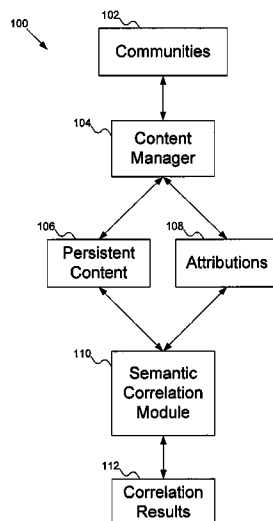 100
102
Communities
104
Content
Manager
106
Persistent
Content
108
Attributions
110
Semantic
Correlation
Module
112
Correlation
Results